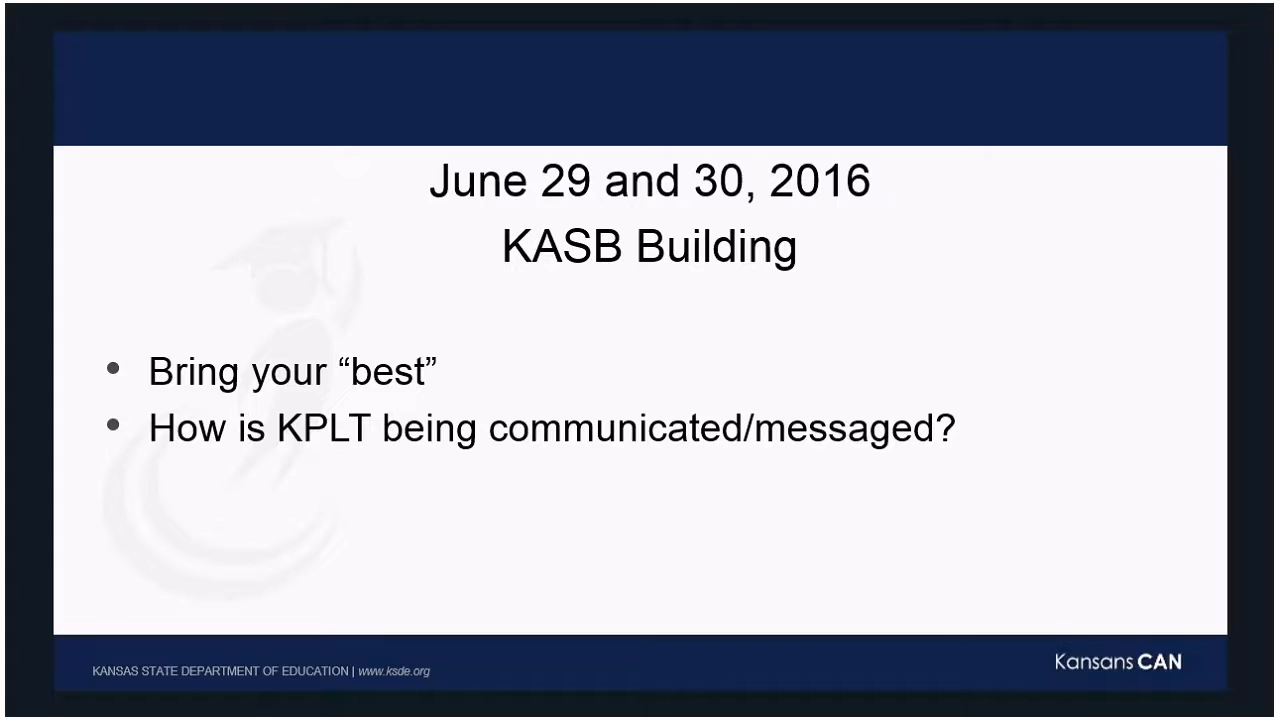 June 29 and 30, 2016
KASB Building
• Bring your “best”
• How is KPLT being communicated/messaged?
KANSAS STATE DEPARTMENT OF EDUCATION | www.ksde.org
Kansans CAN